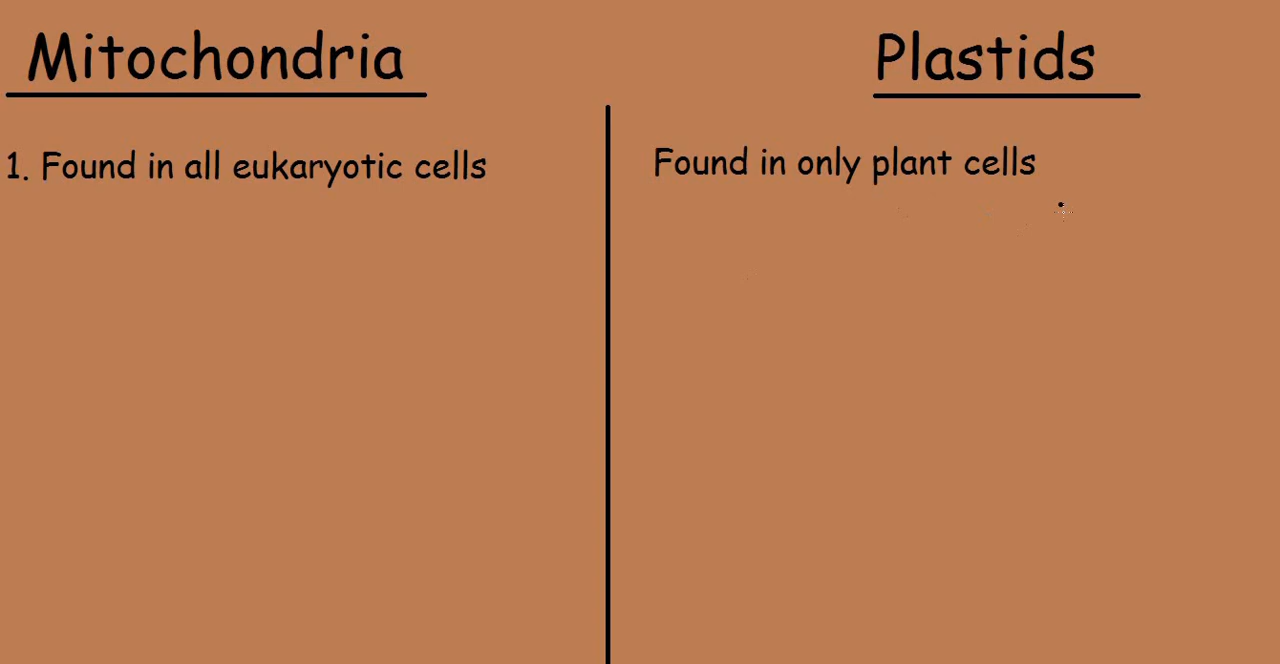 Mitochondria
Plastids
1. Found in all eukaryotic cells
Found in only plant cells